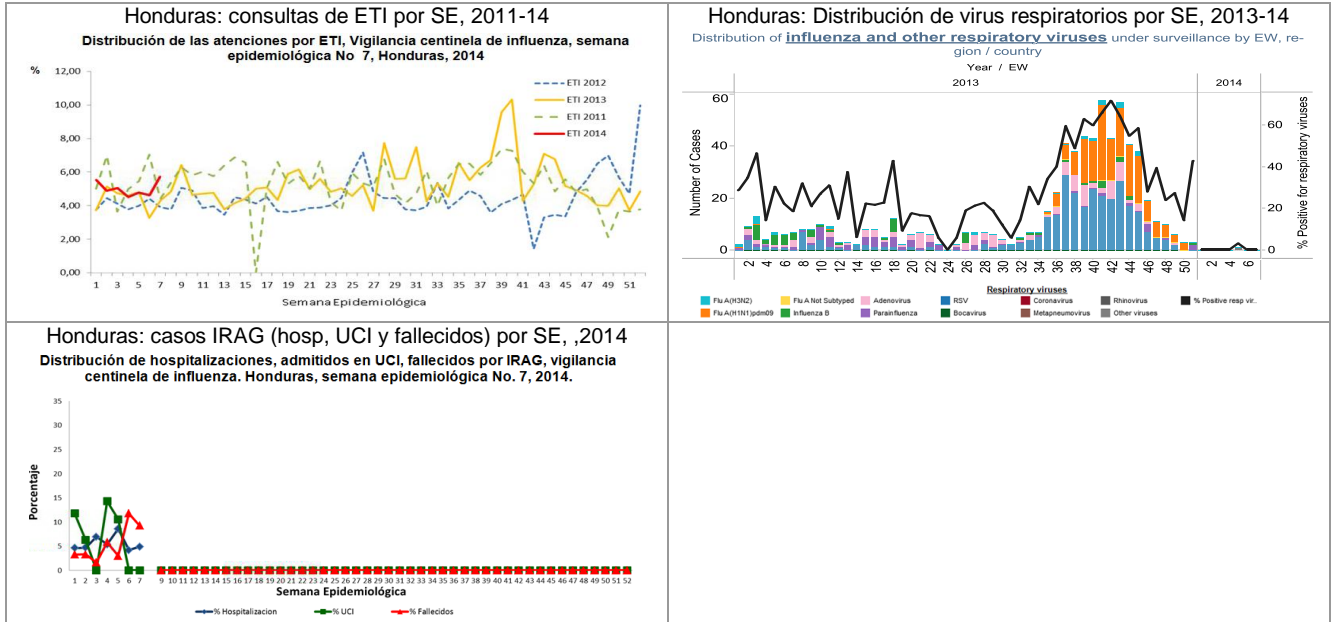 Honduras: consultas de ETI por SE, 2011-14
Distribución de las atenciones por ETI, Vigilancia centinela de influenza, semana
epidemiológica No 7, Honduras, 2014
%
12,00
10,00
8,00
6,00
4,00
2,00
0,00
ETI 2012
ETI 2013
ETI 2011
ETI 2014
1 3 5 7 9 11 13 15 17 19 21 23 25 27 29 31 33 35 37 39 41 43 45 47 49 51
Semana Epidemiológica
Honduras: Distribución de virus respiratorios por SE, 2013-14
Distribution of influenza and other respiratory viruses under surveillance by EW, re-
gion / country
Year / EW
2013 2014
Number of Cases
60
40
20
0
% Positive for respiratory viruses
60
40
20
0
2 4 6 8 10 12 14 16 18 20 22 24 26 28 30 32 34 36 38 40 42 44 46 48 50 2 4 6
Respiratory viruses
Flu A(H3N2) Flu A Not Subtyped Adenovirus RSV Coronavirus Rhinovirus % Positive resp vir..
Flu A(H1N1)pdm09 Influenza B Parainfluenza Bocavirus Metapneumovirus Other viruses
Honduras: casos IRAG (hosp, UCI y fallecidos) por SE, ,2014
Distribución de hospitalizaciones, admitidos en UCI, fallecidos por IRAG, vigilancia
centinela de influenza. Honduras, semana epidemiológica No. 7, 2014.
Porcentaje
35
30
25
20
15
10
5
0
1 2 3 4 5 6 7 9 10 11 12 13 14 15 16 17 18 19 20 21 22 23 24 25 26 27 28 29 30 31 32 33 34 35 36 37 38 39 40 41 42 43 44 45 46 47 48 49 50 51 52
Semana Epidemiológica
% Hospitalizacion % UCI % Fallecidos